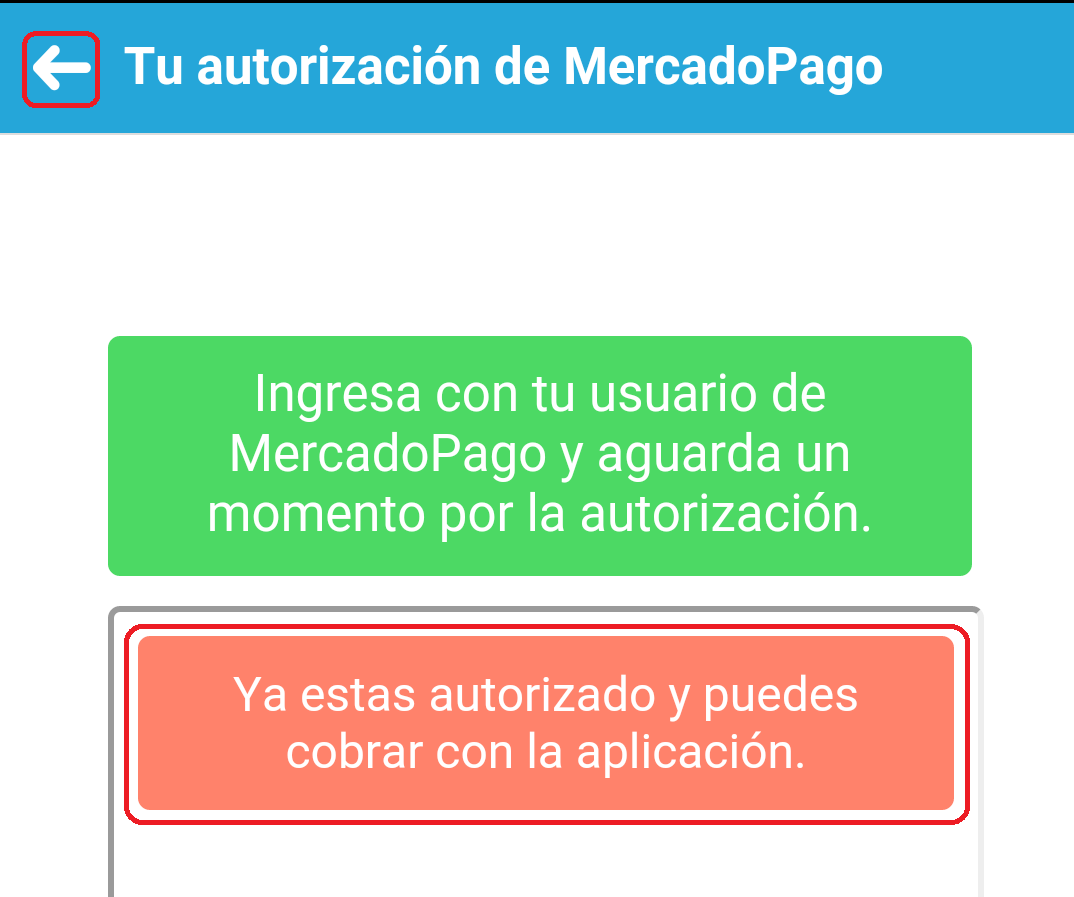 Tu autorización de MercadoPago
Ingresa con tu usuario de
MercadoPago y aguarda un
momento por la autorización.
Ya estas autorizado y puedes
cobrar con la aplicación.